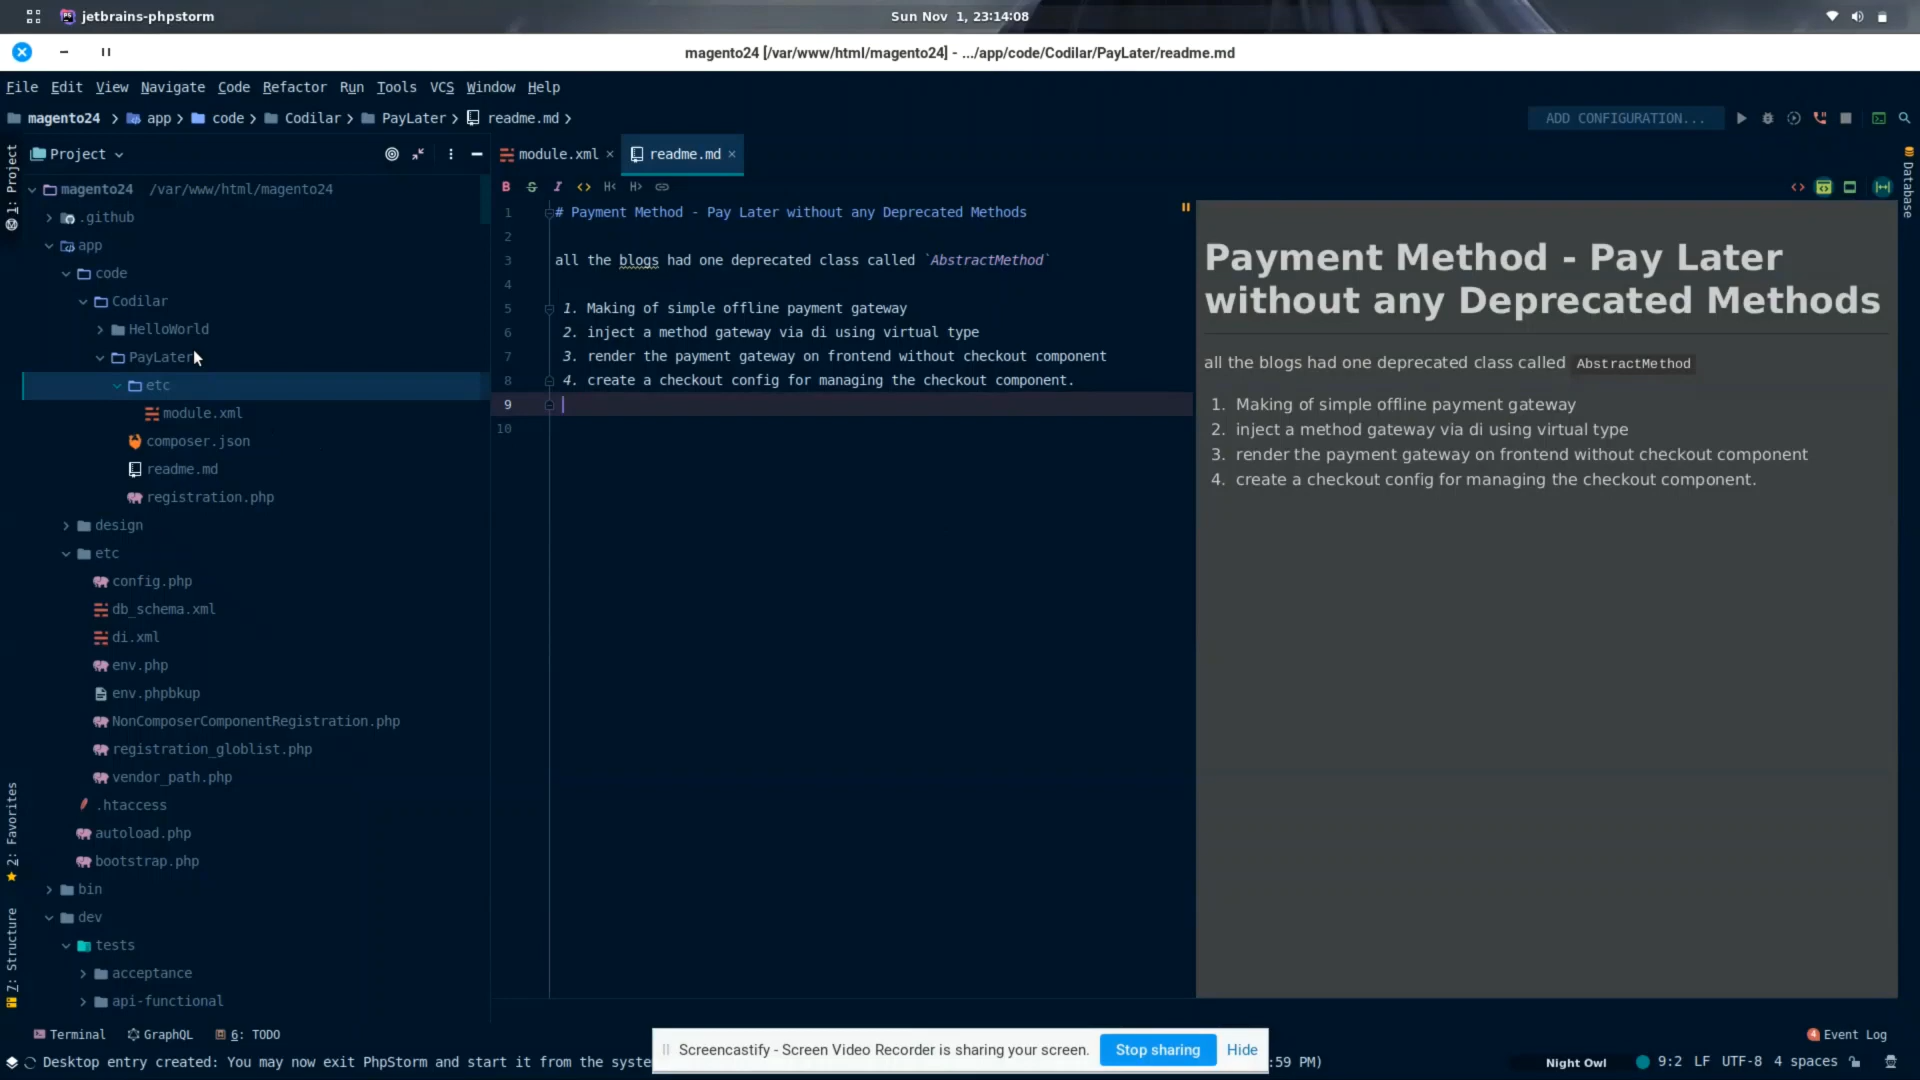 jetbrains-phpstorm
Sun Nov 1, 23:14:08
magento24 [/var/www/html/magento24] - .../app/code/Codilar/PayLater/readme.md
File Edit View Navigate Code Refactor Run Tools VCS Window Help
magento24 app code Codilar PayLater readme.md
ADD CONFIGURATION...
1: Project
Project
magento24 /var/www/html/magento24
.github
app
code
Codilar
HelloWorld
PayLater
etc
module.xml
composer.json
readme.md
registration.php
design
etc
config.php
db_schema.xml
di.xml
env.php
env.phpbkup
NonComposerComponentRegistration.php
registration_globlist.php
vendor_path.php
.htaccess
autoload.php
bootstrap.php
bin
dev
tests
acceptance
api-functional
2: Favorites
7: Structure
module.xml
readme.md
B S I <> H< H>
1 # Payment Method - Pay Later without any Deprecated Methods
2
3 all the blogs had one deprecated class called `AbstractMethod`
4
5 1. Making of simple offline payment gateway
6 2. inject a method gateway via di using virtual type
7 3. render the payment gateway on frontend without checkout component
8 4. create a checkout config for managing the checkout component.
9
10
Payment Method - Pay Later
without any Deprecated Methods
all the blogs had one deprecated class called AbstractMethod
1. Making of simple offline payment gateway
2. inject a method gateway via di using virtual type
3. render the payment gateway on frontend without checkout component
4. create a checkout config for managing the checkout component.
Database
Terminal GraphQL 6: TODO
4 Event Log
Desktop entry created: You may now exit PhpStorm and start it from the syste
Screencastify - Screen Video Recorder is sharing your screen. Stop sharing Hide
:59 PM)
Night Owl 9:2 LF UTF-8 4 spaces